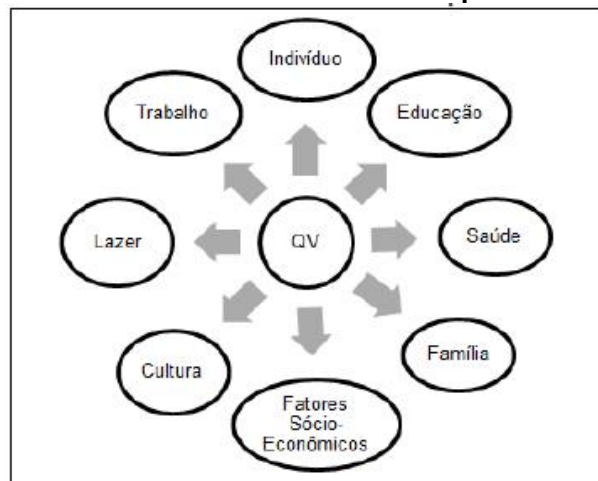 Indivíduo
Trabalho
Educação
Lazer
QV
Saúde
Cultura
Família
Fatores
Sócio-
Econômicos